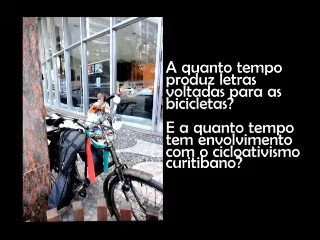 A quanto tempo
produz letras
voltadas para as
bicicletas?
E a quanto tempo
tem envolvimento
com o cicloativismo
curitibano?